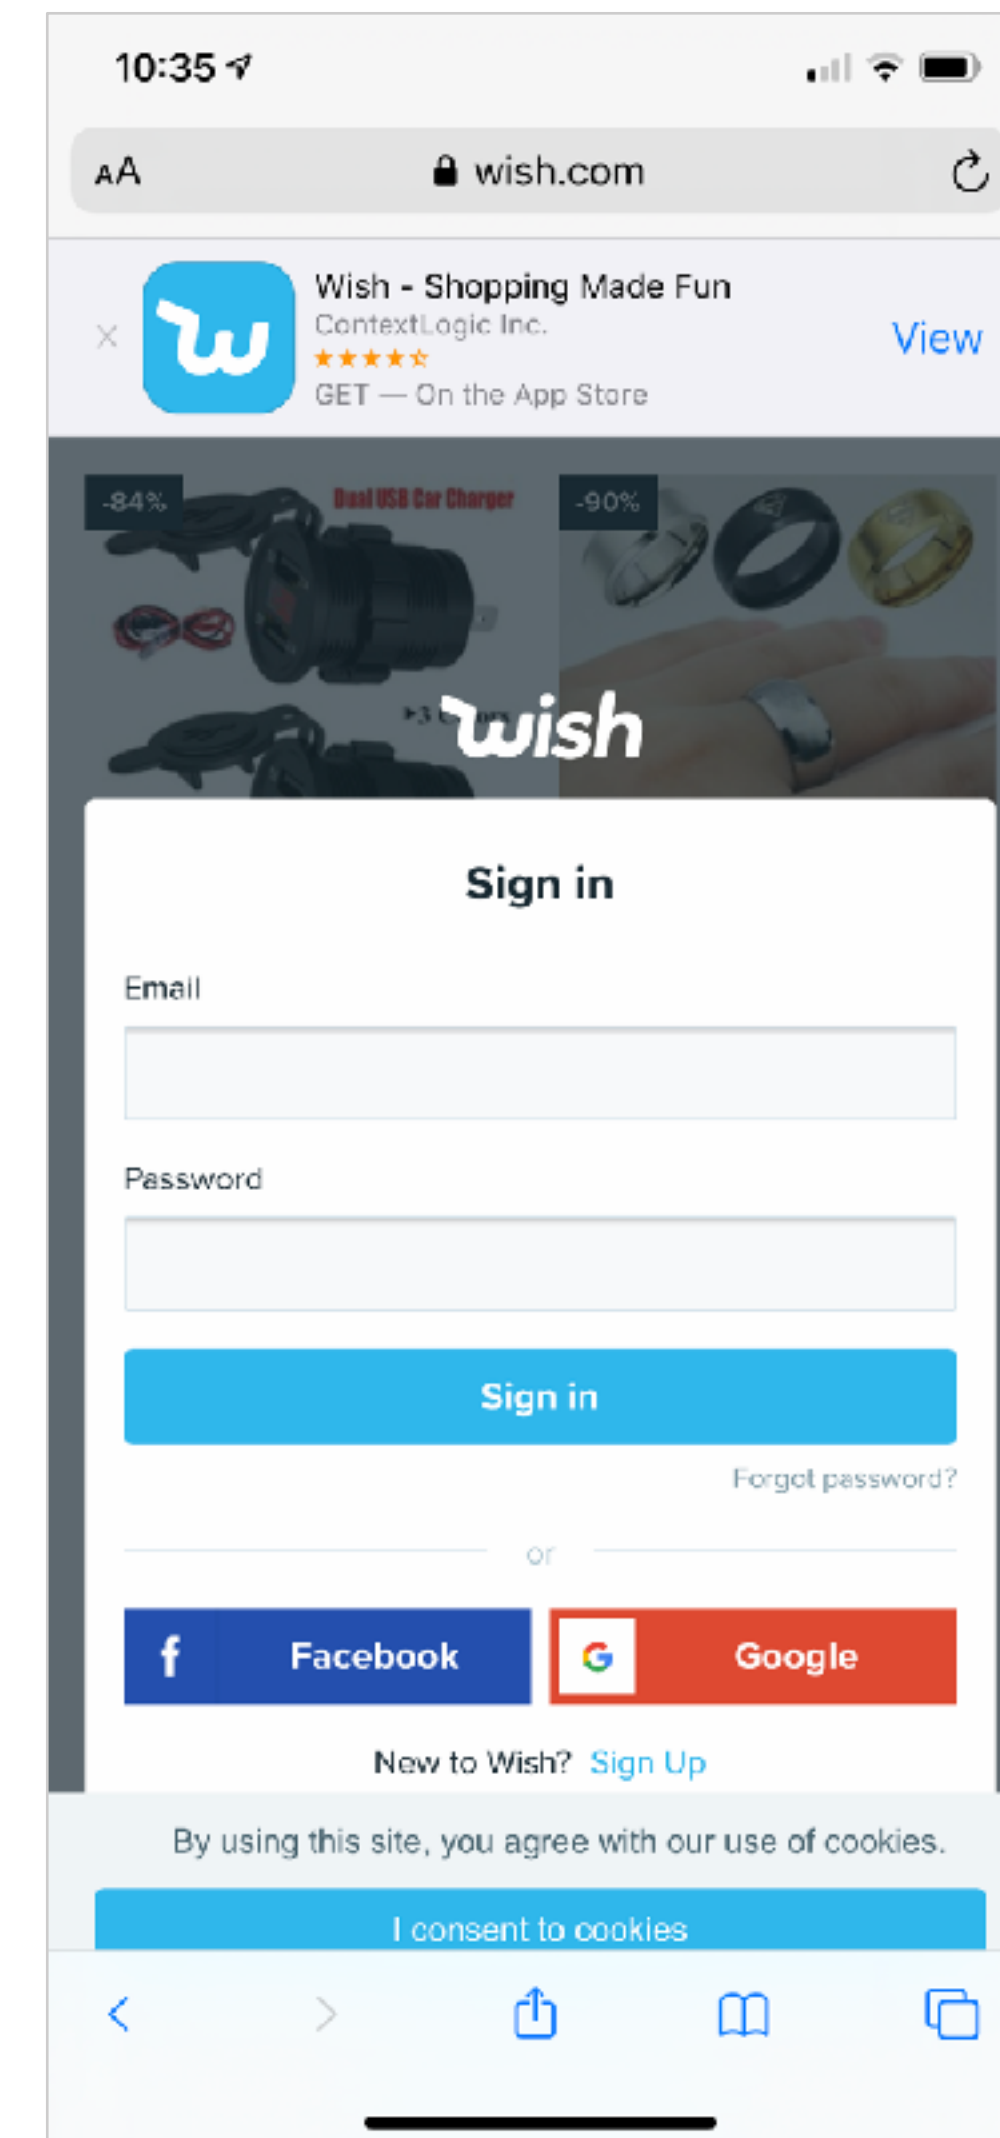 10:35
AA wish.com
Wish - Shopping Made Fun
ContextLogic Inc.
GET — On the App Store
View
-84%
Dual USB Car Charger
-90%
wish
Sign in
Email
Password
Sign in
Forgot password?
or
f Facebook
G Google
New to Wish? Sign Up
By using this site, you agree with our use of cookies.
I consent to cookies